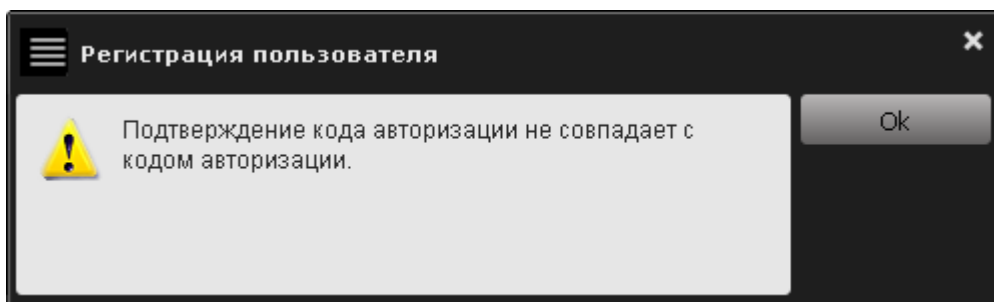 Регистрация пользователя
Подтверждение кода авторизации не совпадает с
кодом авторизации.
Ok